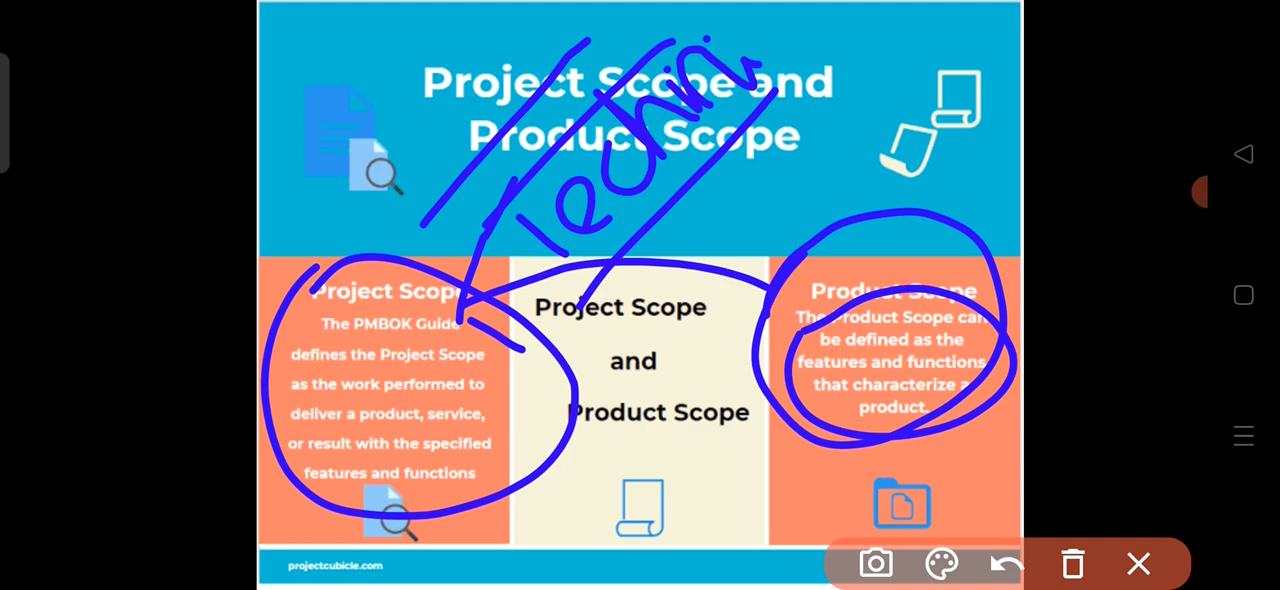 Project Scope and
Product Scope
Project Scope
The PMBOK Guide
defines the Project Scope
as the work performed to
deliver a product, service,
or result with the specified
features and functions
Project Scope
and
Product Scope
Product Scope
The Product Scope can
be defined as the
features and functions
that characterize a
product.
projectcubicle.com